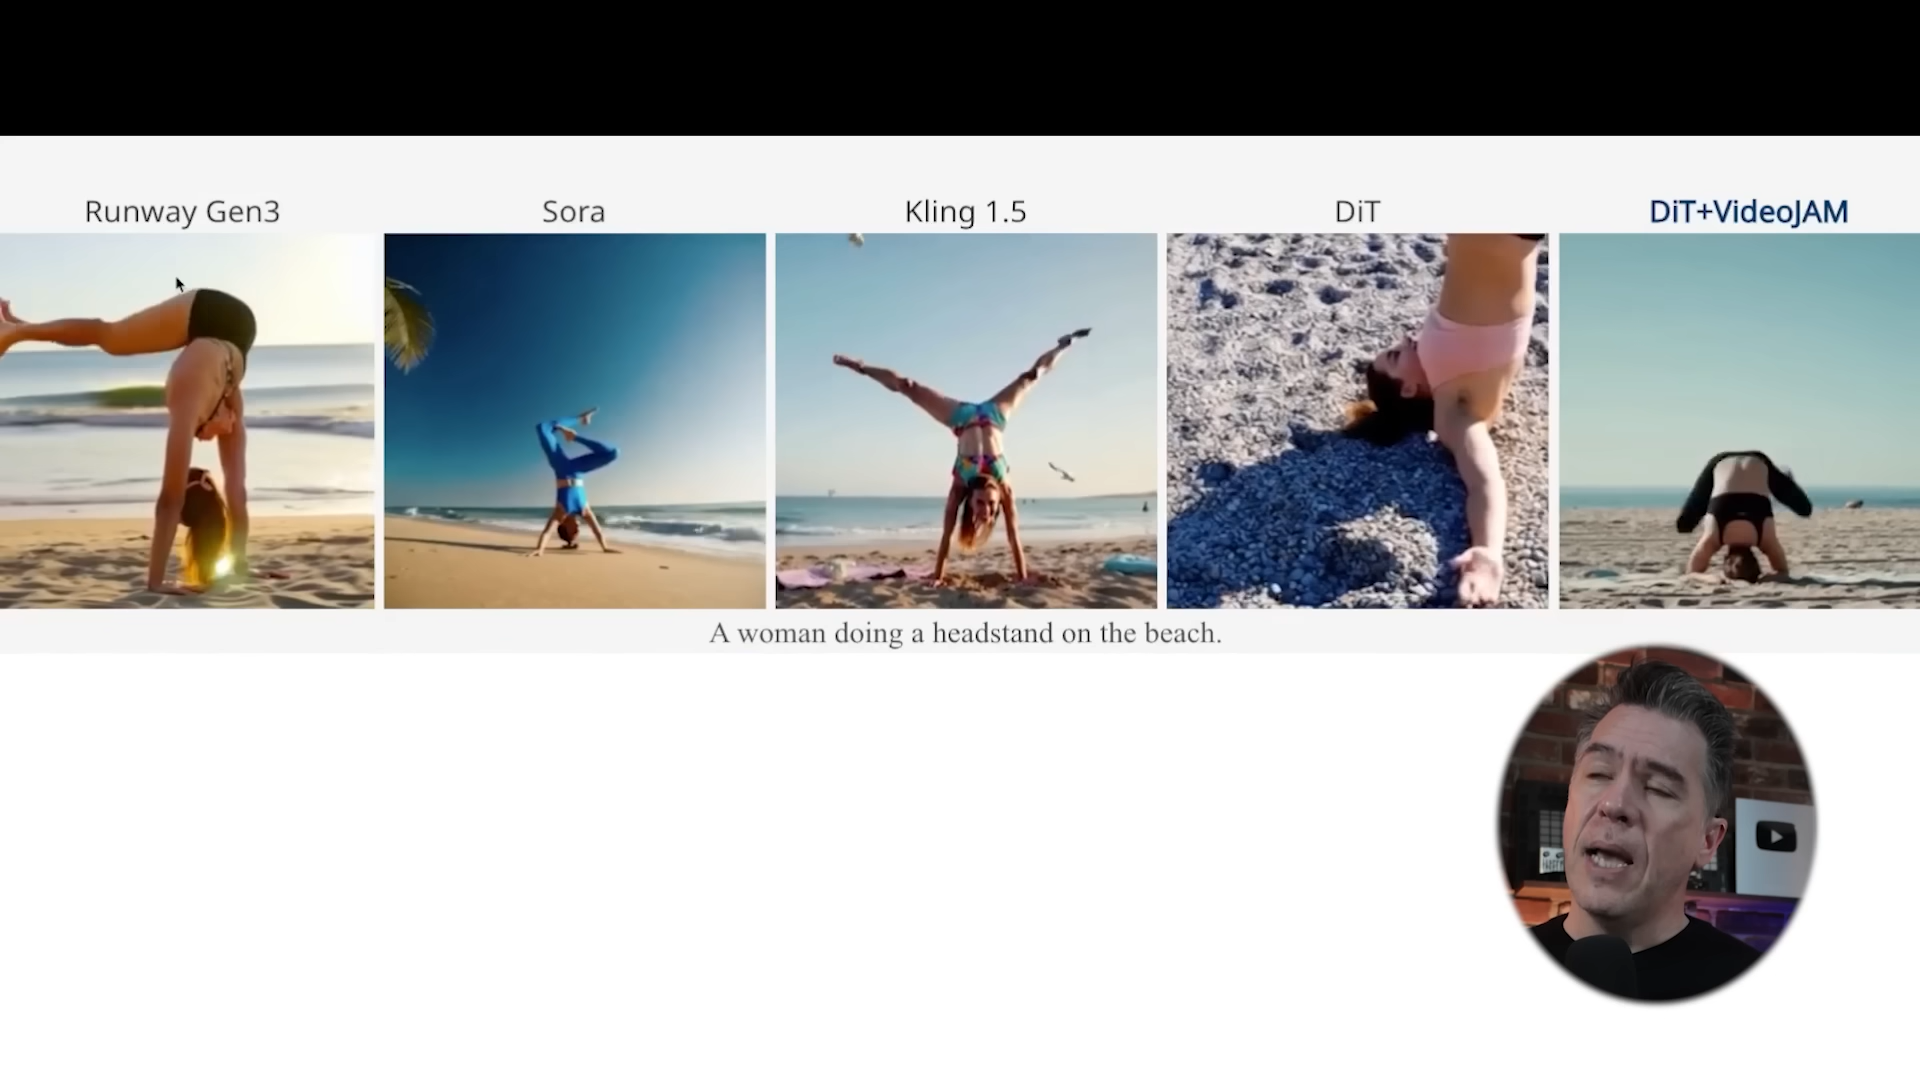 Runway Gen3
Sora
Kling 1.5
DiT
DiT+VideoJAM
A woman doing a headstand on the beach.